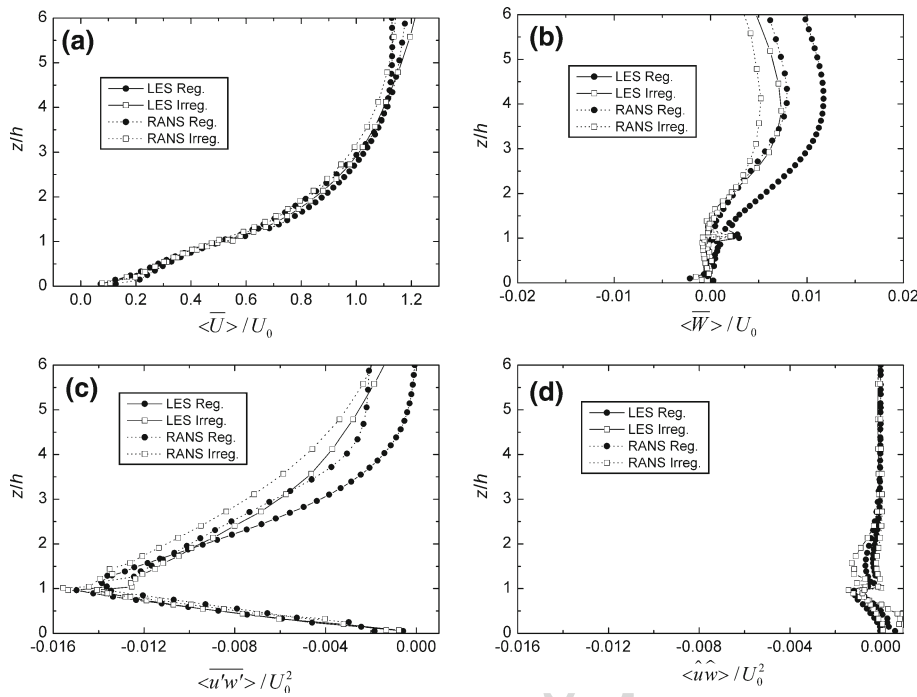 (a)
LES Reg.
LES Irreg.
RANS Reg.
RANS Irreg.
z/h
6
5
4
3
2
1
0
0.0 0.2 0.4 0.6 0.8 1.0 1.2
<U̅>/U₀
(b)
LES Reg.
LES Irreg.
RANS Reg.
RANS Irreg.
z/h
6
5
4
3
2
1
0
-0.02 -0.01 0.00 0.01 0.02
<W̅>/U₀
(c)
LES Reg.
LES Irreg.
RANS Reg.
RANS Irreg.
z/h
6
5
4
3
2
1
0
-0.016 -0.012 -0.008 -0.004 0.000
<u'w'>/U₀²
(d)
LES Reg.
LES Irreg.
RANS Reg.
RANS Irreg.
z/h
6
5
4
3
2
1
0
-0.016 -0.012 -0.008 -0.004 0.000
<ûŵ>/U₀²